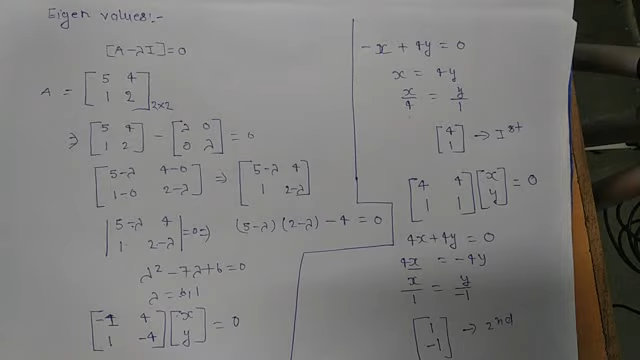 Eigen values:-
[A-λI]=0
A = [5 4
1 2]2x2
⇒ [5 4
1 2] - [λ 0
0 λ] = 0
[5-λ 4-0
1-0 2-λ] ⇒ [5-λ 4
1 2-λ]
|5-λ 4
1 2-λ| =0⇒ (5-λ)(2-λ)-4 = 0
λ²-7λ+6=0
λ=6,1
[-1 4
1 -4] [x
y] = 0
-x + 4y = 0
x = 4y
x/4 = y/1
[4
1] → Ist
[4 4
1 1] [x
y] = 0
4x+4y = 0
4x = -4y
x/1 = y/-1
[1
-1] → 2nd